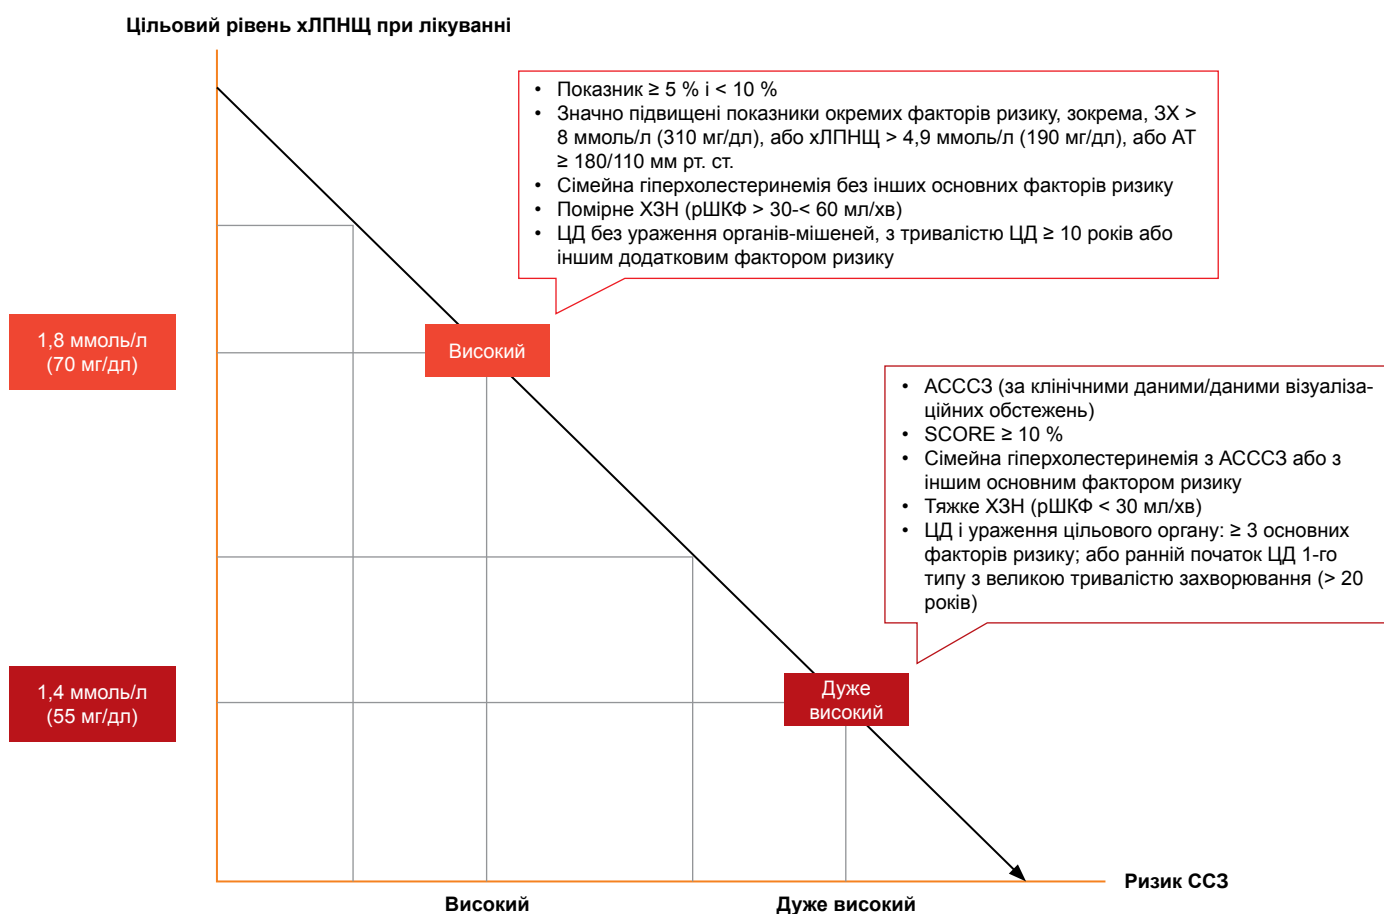 Цільовий рівень хЛПНЩ при лікуванні
• Показник ≥ 5 % і < 10 %
• Значно підвищені показники окремих факторів ризику, зокрема, ЗХ >
8 ммоль/л (310 мг/дл), або хЛПНЩ > 4,9 ммоль/л (190 мг/дл), або АТ
≥ 180/110 мм рт. ст.
• Сімейна гіперхолестеринемія без інших основних факторів ризику
• Помірне ХЗН (рШКФ > 30-< 60 мл/хв)
• ЦД без ураження органів-мішеней, з тривалістю ЦД ≥ 10 років або
іншим додатковим фактором ризику
1,8 ммоль/л
(70 мг/дл)
Високий
• АСССЗ (за клінічними даними/даними візуаліза-
ційних обстежень)
• SCORE ≥ 10 %
• Сімейна гіперхолестеринемія з АСССЗ або з
іншим основним фактором ризику
• Тяжке ХЗН (рШКФ < 30 мл/хв)
• ЦД і ураження цільового органу: ≥ 3 основних
факторів ризику; або ранній початок ЦД 1-го
типу з великою тривалістю захворювання (> 20
років)
1,4 ммоль/л
(55 мг/дл)
Дуже
високий
Ризик ССЗ
Високий
Дуже високий